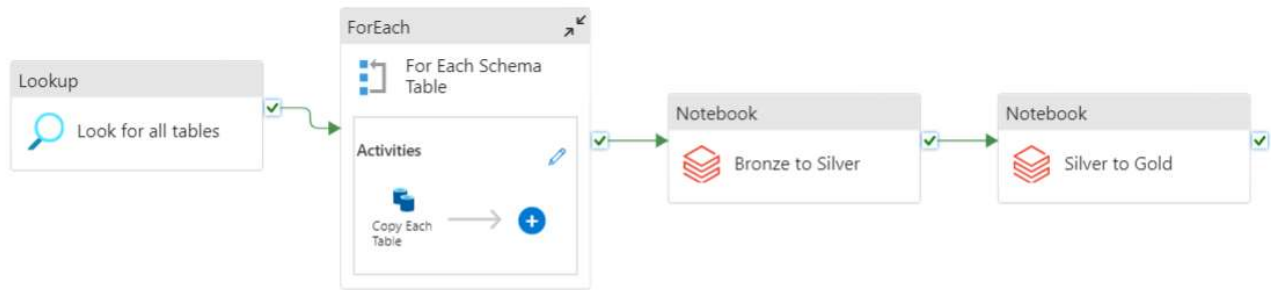 Lookup
Look for all tables
ForEach
For Each Schema
Table
Activities
Copy Each
Table
Notebook
Bronze to Silver
Notebook
Silver to Gold